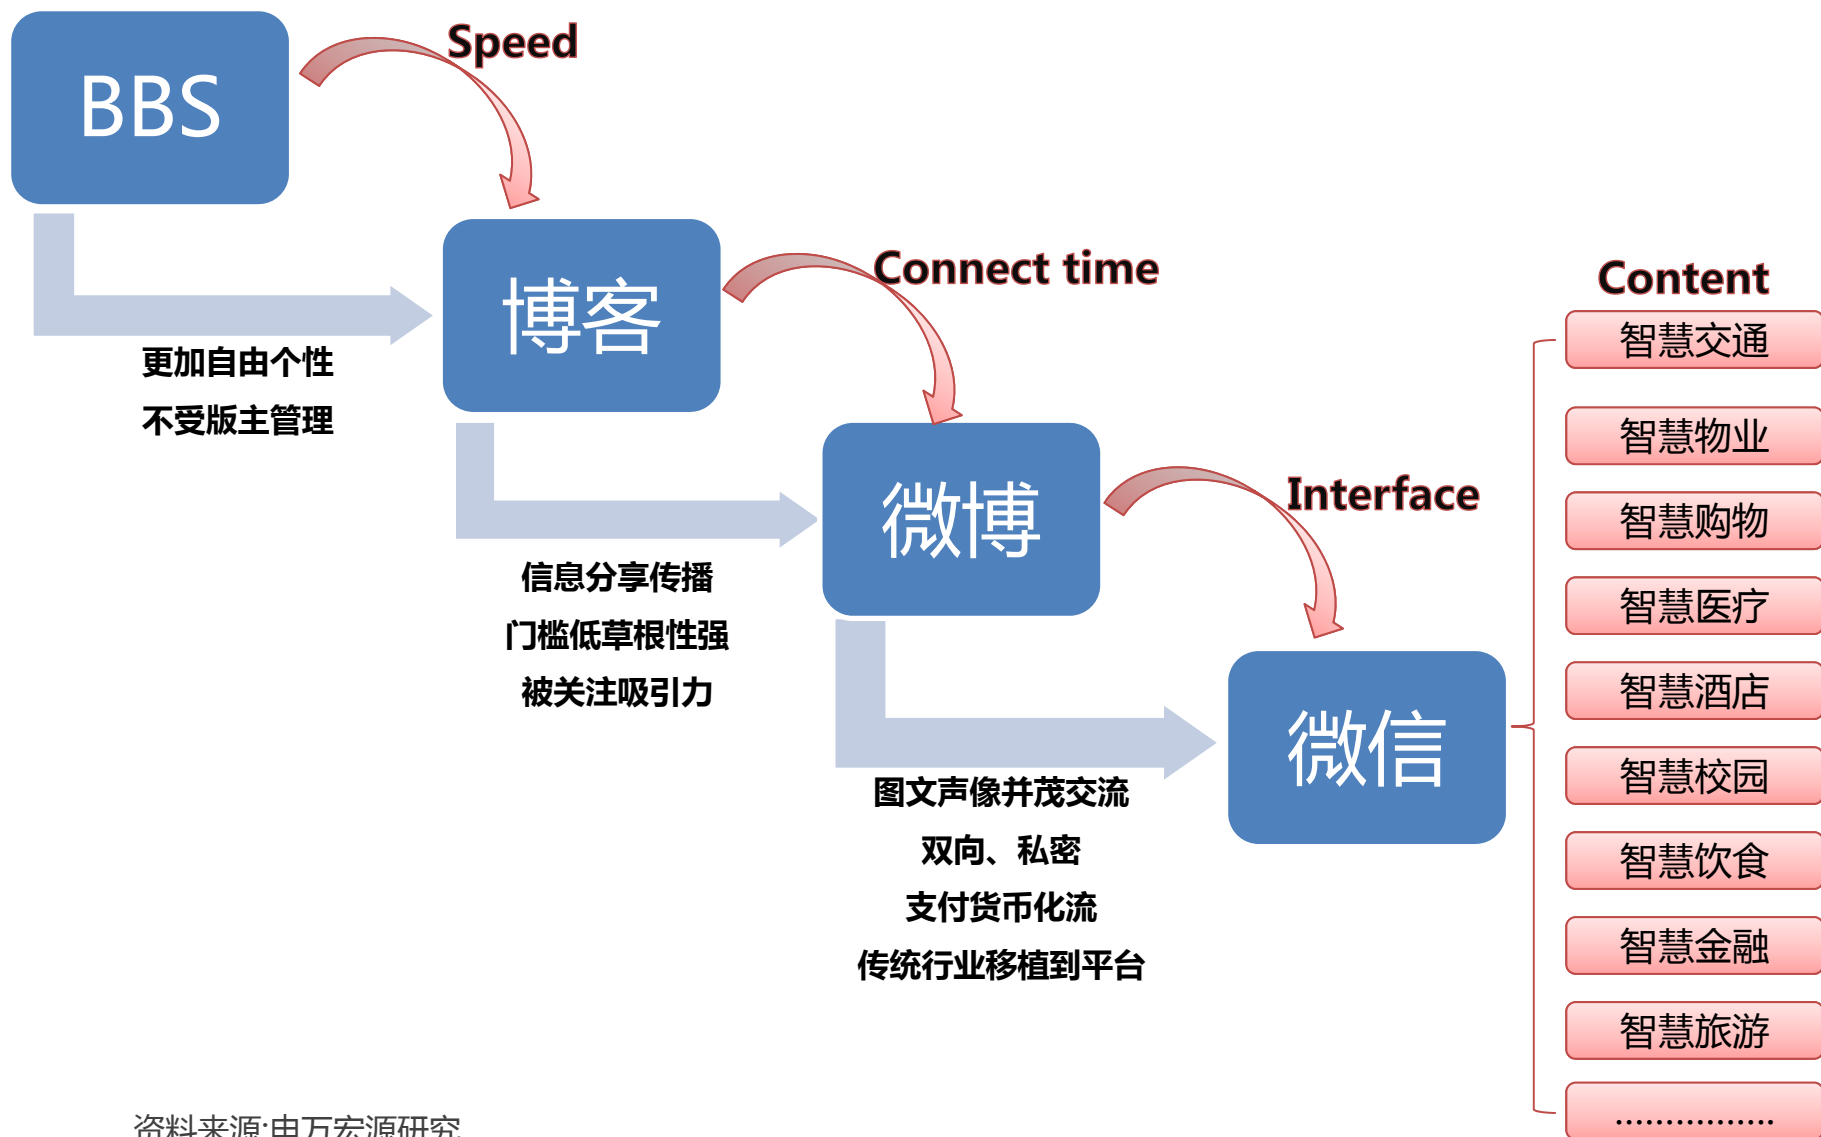 BBS
Speed
更加自由个性
不受版主管理
博客
Connect time
信息分享传播
门槛低草根性强
被关注吸引力
微博
Interface
图文声像并茂交流
双向、私密
支付货币化流
传统行业移植到平台
微信
Content
智慧交通
智慧物业
智慧购物
智慧医疗
智慧酒店
智慧校园
智慧饮食
智慧金融
智慧旅游
................
资料来源:申万宏源研究